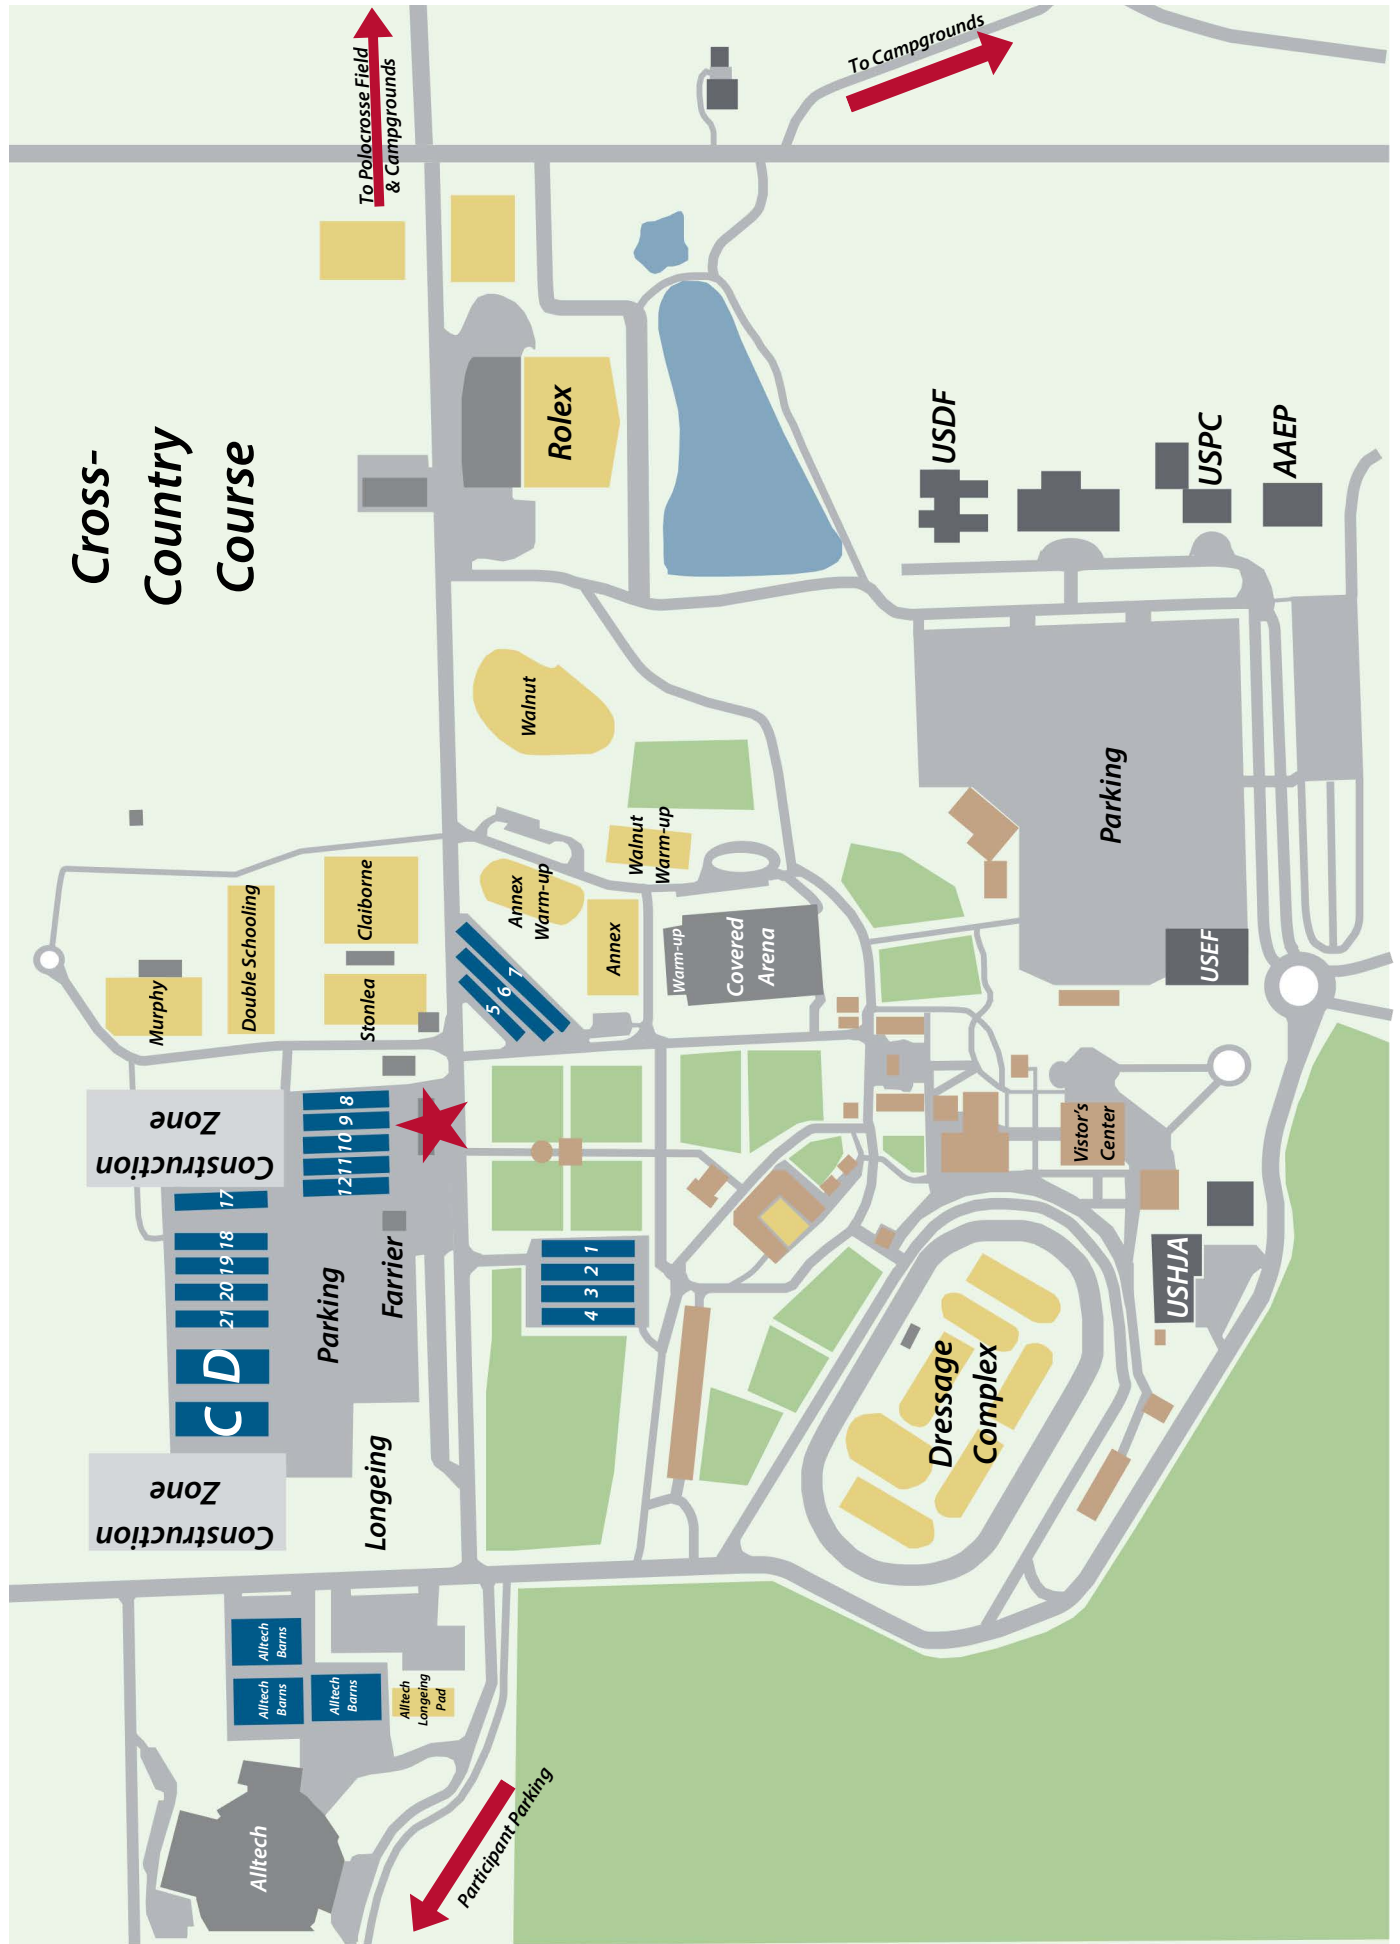 To Polocrosse Field
& Campgrounds
To Campgrounds
Cross-
Country
Course
Rolex
USDF
USPC
AAEP
Walnut
Walnut
Warm-up
Parking
Murphy
Double Schooling
Claiborne
Stonlea
Annex
Warm-up
Annex
5
6
7
Warm-up
Covered
Arena
USEF
Construction
Zone
8
9
10
11
12
17
18
19
20
21
D
C
Parking
Farrier
1
2
3
4
Vistor's
Center
USHJA
Dressage
Complex
Construction
Zone
Longeing
Alltech
Barns
Alltech
Barns
Alltech
Barns
Alltech
Longeing
Pad
Alltech
Participant Parking